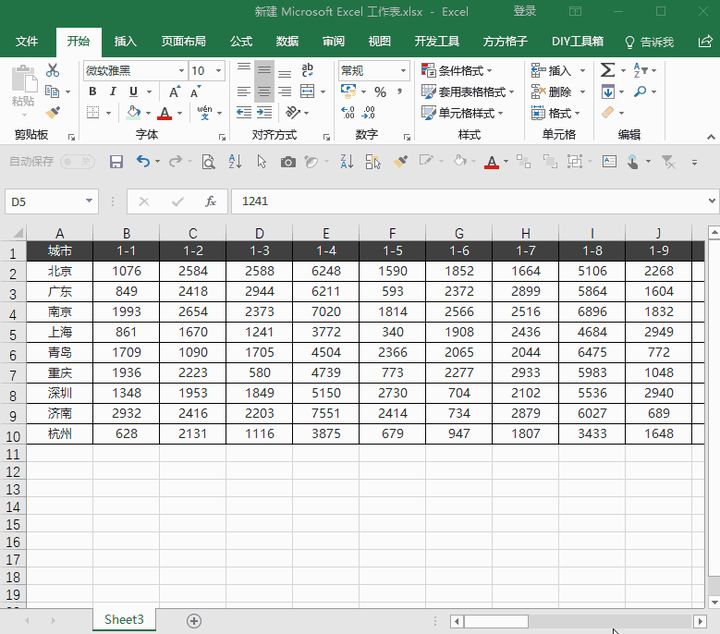 新建 Microsoft Excel 工作表.xlsx - Excel 登录
文件 开始 插入 页面布局 公式 数据 审阅 视图 开发工具 方方格子 DIY工具箱 告诉我
粘贴 微软雅黑 10 ab 常规 条件格式 插入 Σ
B I U A A % , 套用表格格式 删除
A wén 单元格样式 格式
剪贴板 字体 对齐方式 数字 样式 单元格 编辑
自动保存 关
D5 fx 1241
A B C D E F G H I J
1 城市 1-1 1-2 1-3 1-4 1-5 1-6 1-7 1-8 1-9
2 北京 1076 2584 2588 6248 1590 1852 1664 5106 2268
3 广东 849 2418 2944 6211 593 2372 2899 5864 1604
4 南京 1993 2654 2373 7020 1814 2566 2516 6896 1832
5 上海 861 1670 1241 3772 340 1908 2436 4684 2949
6 青岛 1709 1090 1705 4504 2366 2065 2044 6475 772
7 重庆 1936 2223 580 4739 773 2277 2933 5983 1048
8 深圳 1348 1953 1849 5150 2730 704 2102 5536 2940
9 济南 2932 2416 2203 7551 2414 734 2879 6027 689
10 杭州 628 2131 1116 3875 679 947 1807 3433 1648
11
12
13
14
15
16
17
18
19
Sheet3